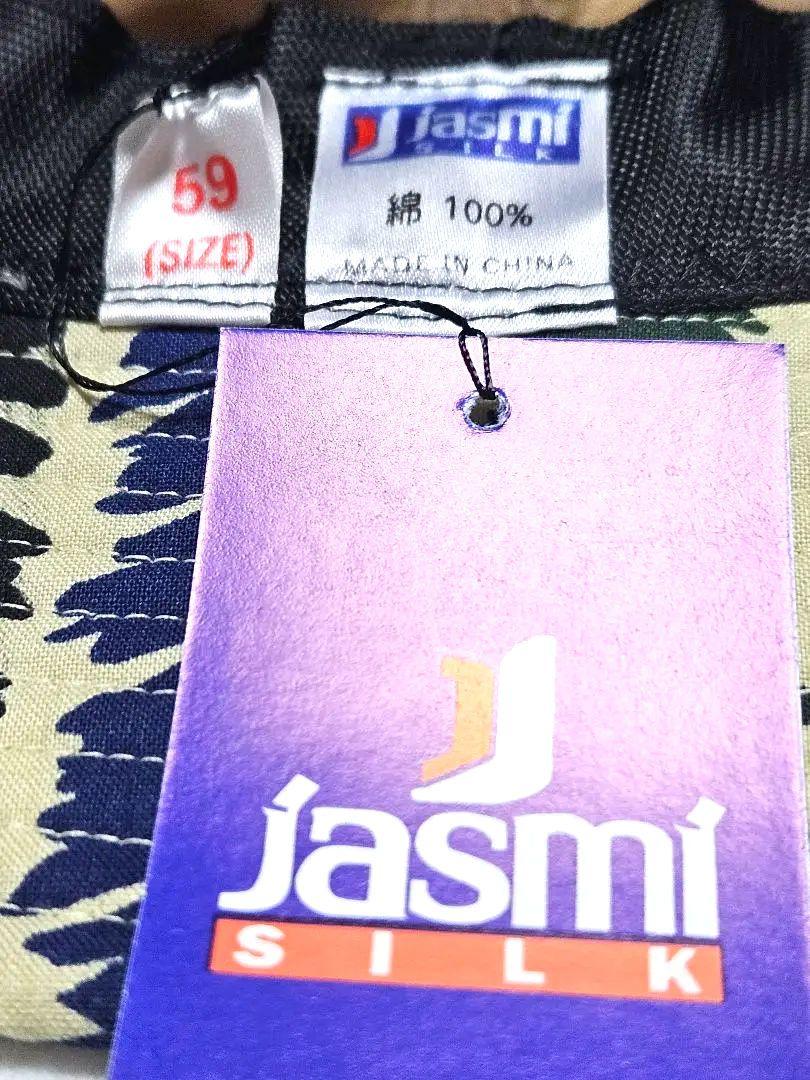 59
(SIZE)
jasmi
SILK
綿 100%
MADE IN CHINA
jasmi
SILK